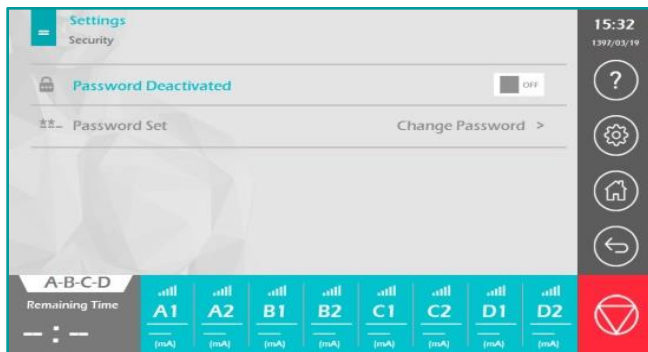 Settings
Security
15:32
1397/03/19
Password Deactivated
OFF
?
**_ Password Set
Change Password >
A-B-C-D
Remaining Time
-- : --
A1 A2 B1 B2 C1 C2 D1 D2
(mA) (mA) (mA) (mA) (mA) (mA) (mA) (mA)